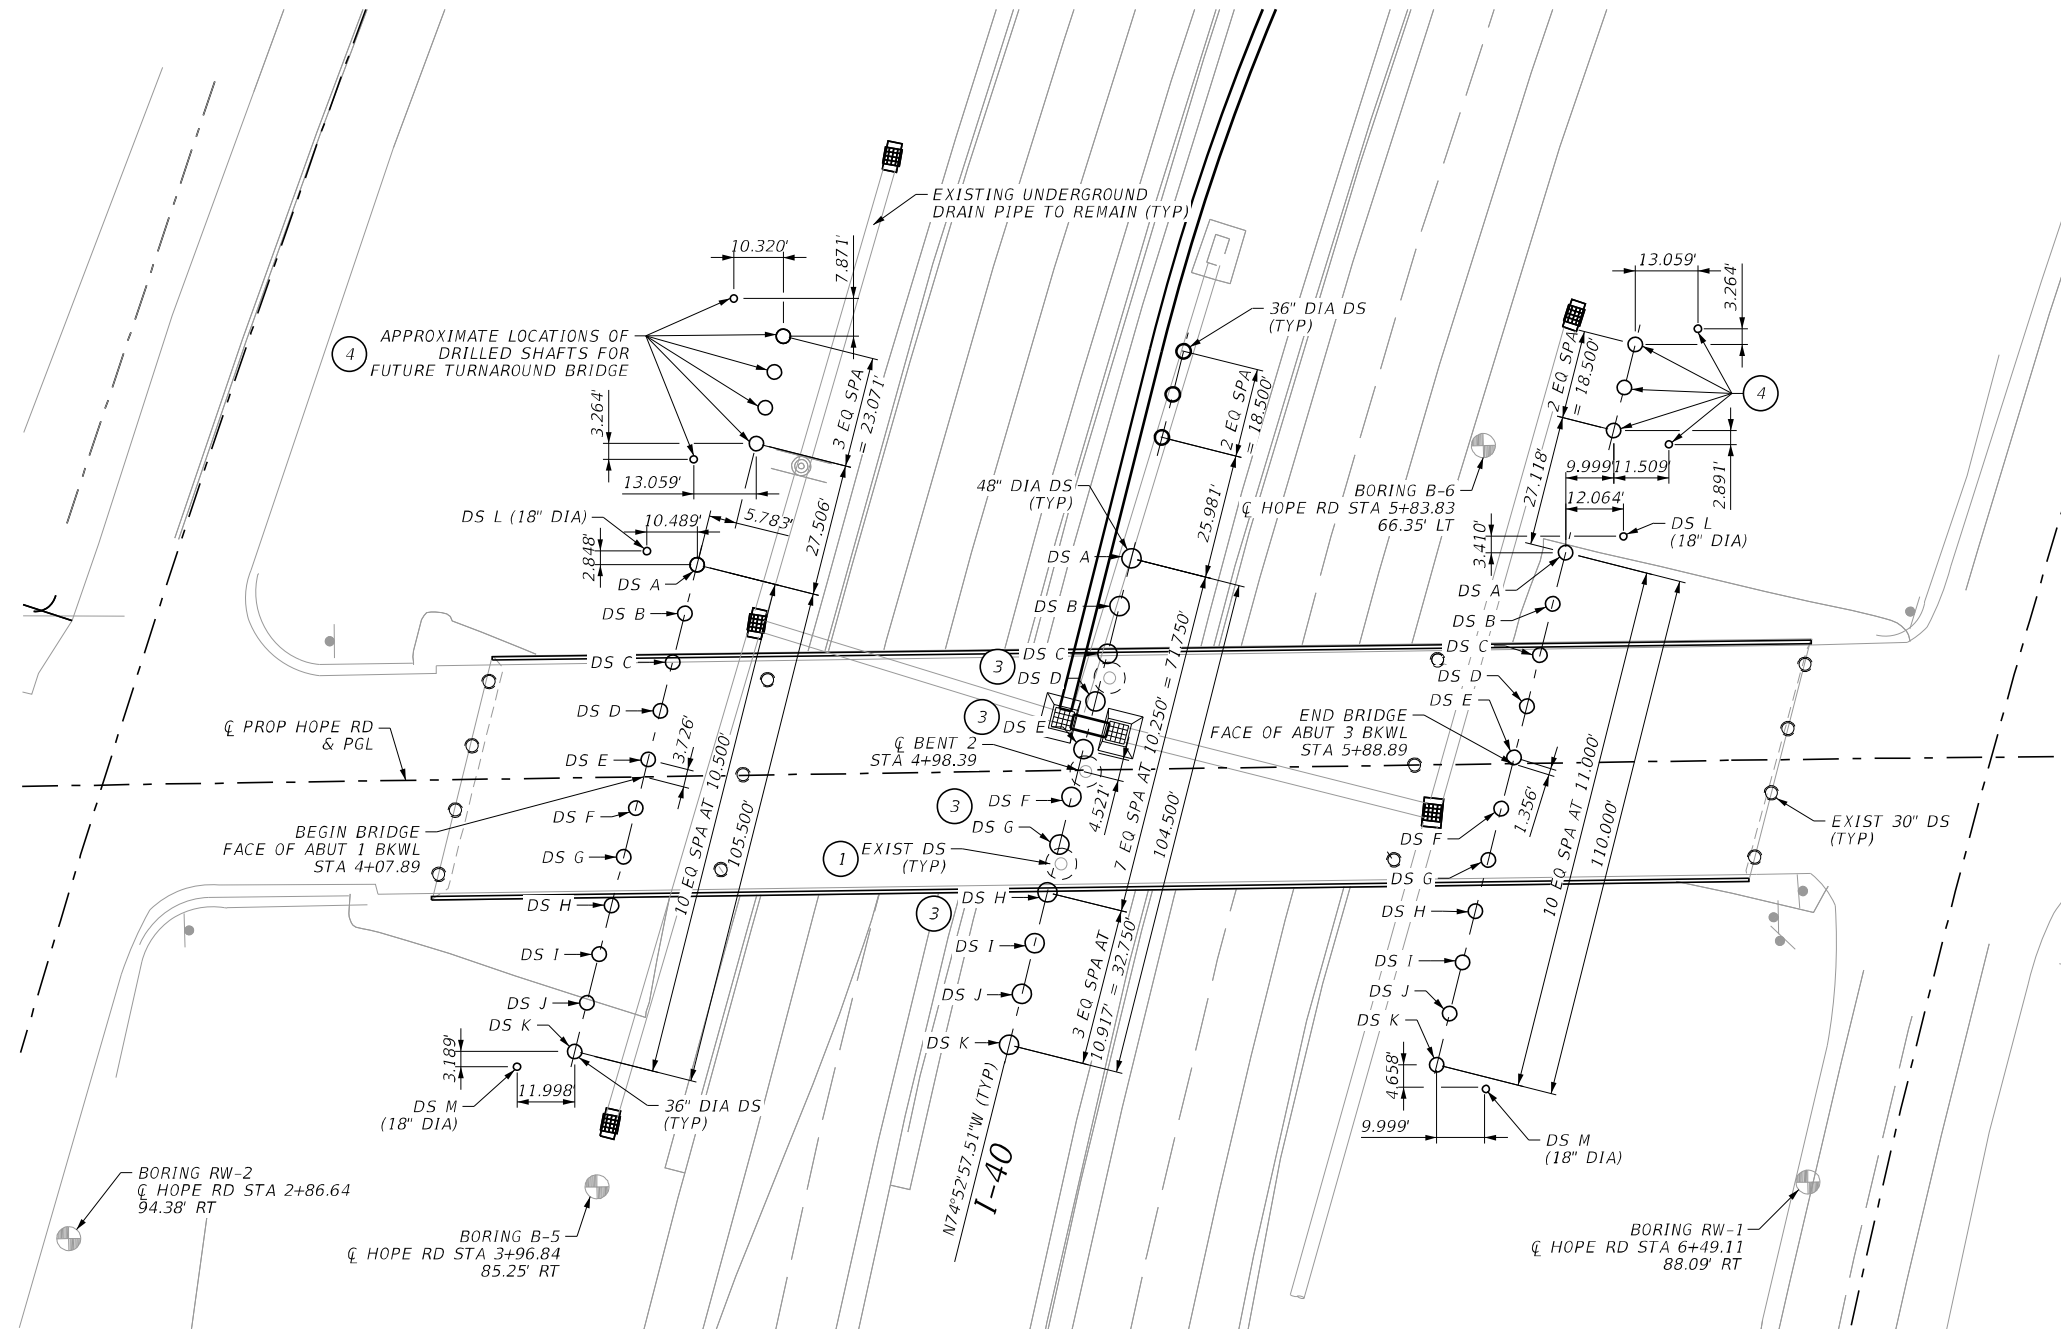 EXISTING UNDERGROUND
DRAIN PIPE TO REMAIN (TYP)
10.320'
7.871'
4
APPROXIMATE LOCATIONS OF
DRILLED SHAFTS FOR
FUTURE TURNAROUND BRIDGE
3.264'
13.059'
3 EQ SPA
= 23.071'
DS L (18" DIA)
10.489'
5.783'
2.848'
27.506'
36" DIA DS
(TYP)
2 EQ SPA
= 18.500'
48" DIA DS
(TYP)
25.981'
13.059'
3.264'
2 EQ SPA
= 18.500'
4
27.118'
9.999'
11.509'
2.891'
12.064'
BORING B-6
℄ HOPE RD STA 5+83.83
66.35' LT
3.410'
DS L
(18" DIA)
DS A
DS B
DS C
DS D
DS E
DS F
DS G
DS H
DS I
DS J
DS K
3.726'
10 EQ SPA AT 10.500'
105.500'
℄ PROP HOPE RD
& PGL
BEGIN BRIDGE
FACE OF ABUT 1 BKWL
STA 4+07.89
3.189'
11.998'
DS M
(18" DIA)
36" DIA DS
(TYP)
DS A
DS B
3
DS C
DS D
3
DS E
℄ BENT 2
STA 4+98.39
3
DS F
DS G
1
EXIST DS
(TYP)
3
DS H
DS I
DS J
DS K
4.521'
7 EQ SPA AT 10.250' = 71.750'
104.500'
3 EQ SPA AT
10.917' = 32.750'
N74°52'57.51"W (TYP)
I-40
DS A
DS B
DS C
DS D
DS E
END BRIDGE
FACE OF ABUT 3 BKWL
STA 5+88.89
1.356'
DS F
DS G
DS H
DS I
DS J
DS K
10 EQ SPA AT 11.000'
110.000'
EXIST 30" DS
(TYP)
4.658'
9.999'
DS M
(18" DIA)
BORING RW-2
℄ HOPE RD STA 2+86.64
94.38' RT
BORING B-5
℄ HOPE RD STA 3+96.84
85.25' RT
BORING RW-1
℄ HOPE RD STA 6+49.11
88.09' RT